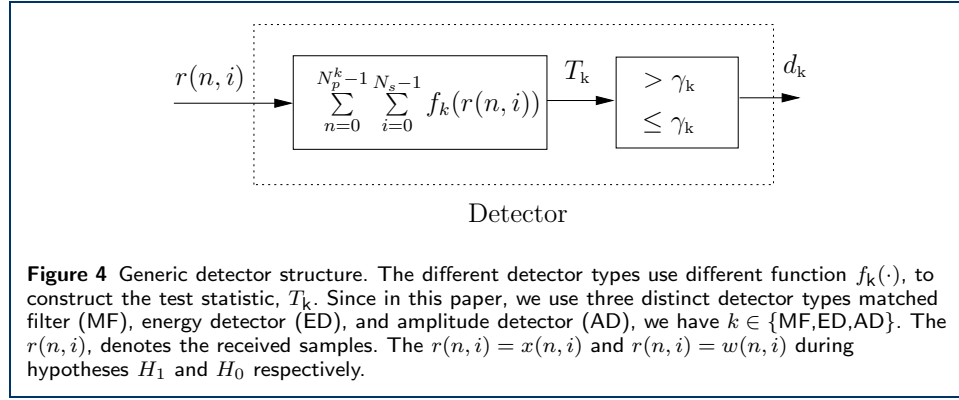 r(n, i)
N_p^k−1 N_s−1
∑ ∑ f_k(r(n, i))
n=0 i=0
T_k
> γ_k
≤ γ_k
d_k
Detector
Figure 4 Generic detector structure. The different detector types use different function f_k(·), to
construct the test statistic, T_k. Since in this paper, we use three distinct detector types matched
filter (MF), energy detector (ED), and amplitude detector (AD), we have k ∈ {MF,ED,AD}. The
r(n, i), denotes the received samples. The r(n, i) = x(n, i) and r(n, i) = w(n, i) during
hypotheses H_1 and H_0 respectively.